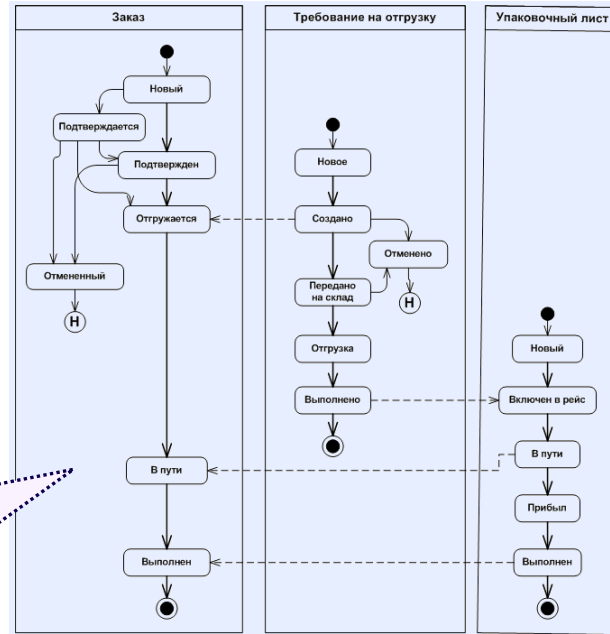 Заказ
Новый
Подтверждается
Подтвержден
Отгружается
Отмененный
H
В пути
Выполнен
Требование на отгрузку
Новое
Создано
Отменено
H
Передано
на склад
Отгрузка
Выполнено
Упаковочный лист
Новый
Включен в рейс
В пути
Прибыл
Выполнен